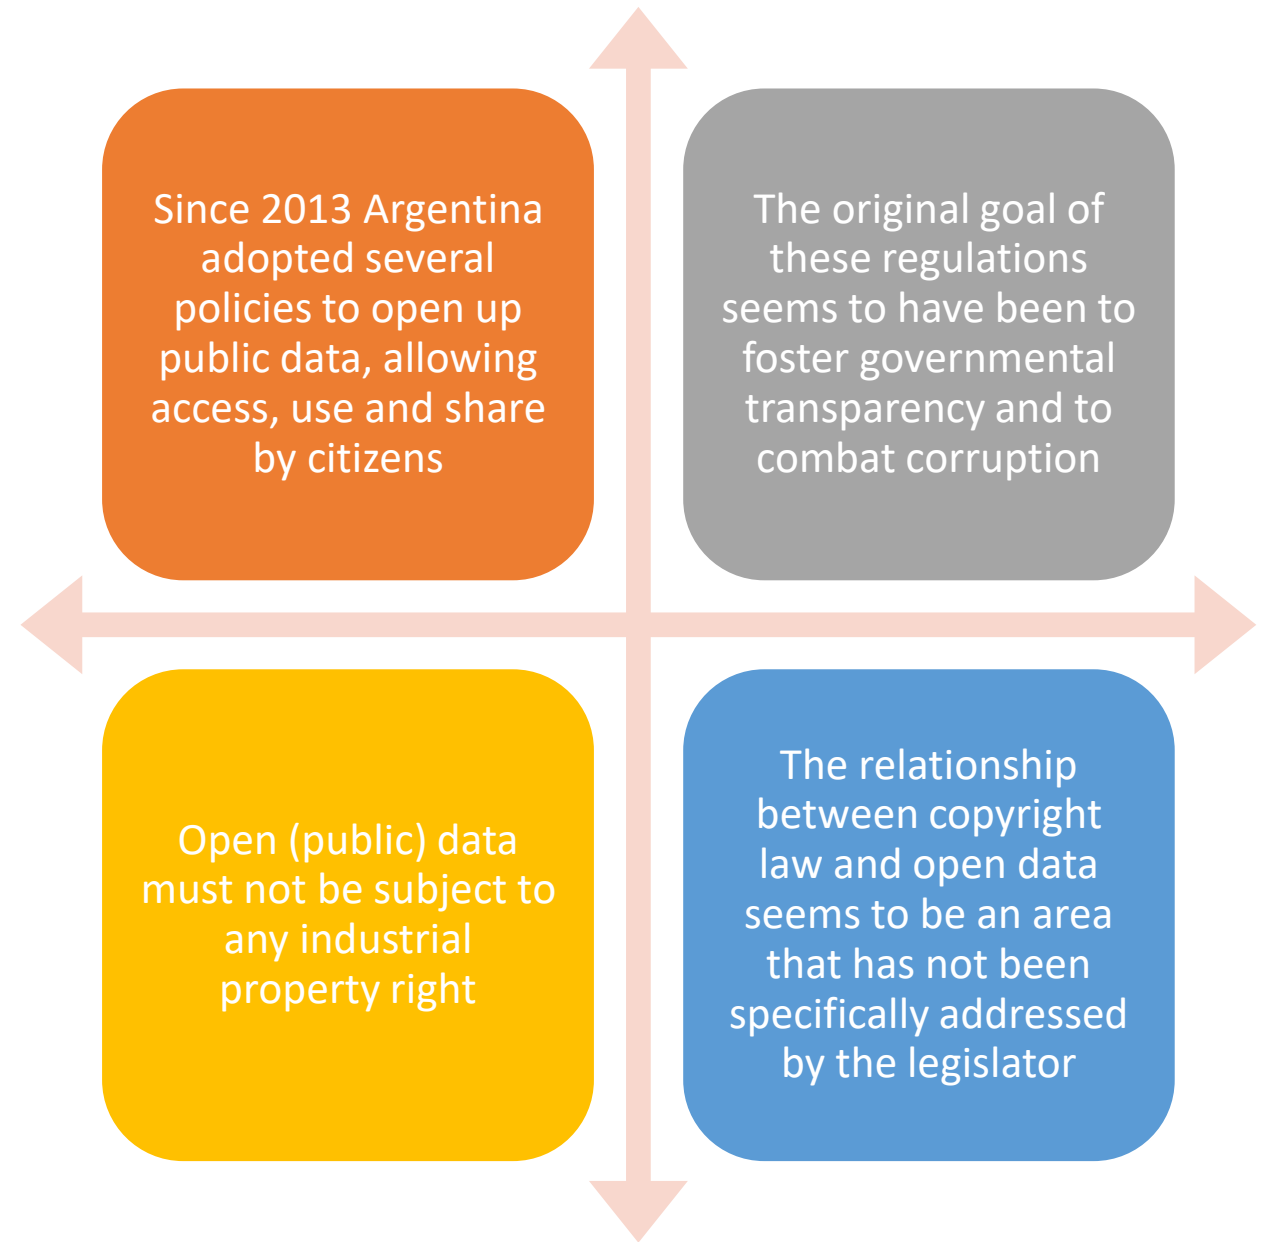 Since 2013 Argentina
adopted several
policies to open up
public data, allowing
access, use and share
by citizens
The original goal of
these regulations
seems to have been to
foster governmental
transparency and to
combat corruption
Open (public) data
must not be subject to
any industrial
property right
The relationship
between copyright
law and open data
seems to be an area
that has not been
specifically addressed
by the legislator